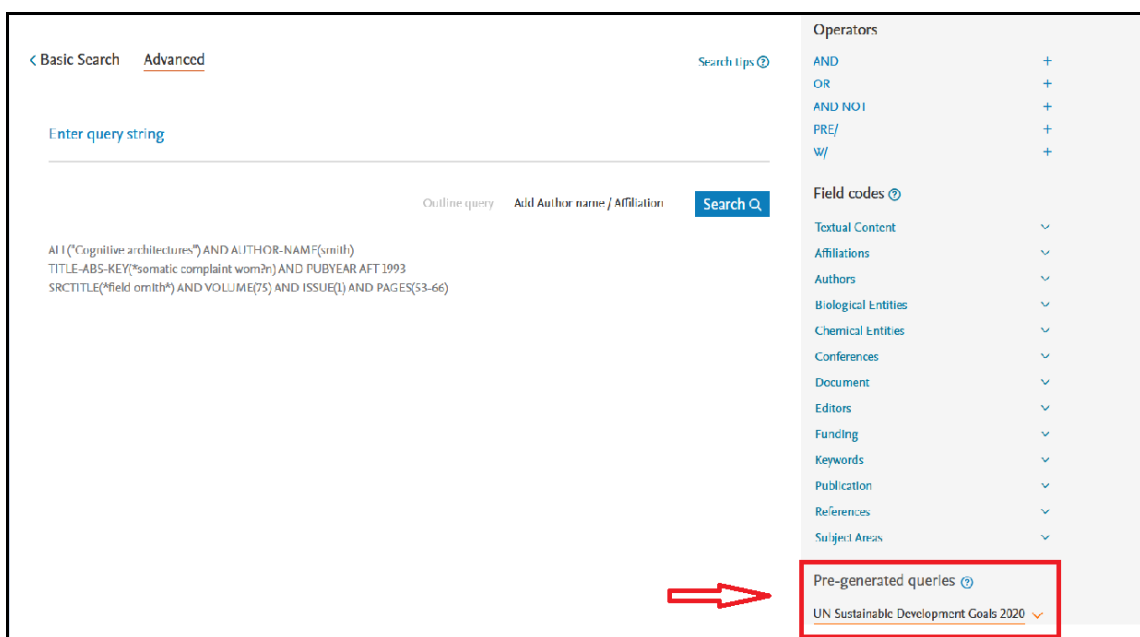 Basic Search Advanced
Search tips
Enter query string
Outline query Add Author name / Affiliation Search
ALL("Cognitive architectures") AND AUTHOR-NAME(smith)
TITLE-ABS-KEY(*somatic complaint wom?n) AND PUBYEAR AFT 1993
SRCTITLE(*field ornith*) AND VOLUME(75) AND ISSUE(1) AND PAGES(53-66)
Operators
AND +
OR +
AND NOT +
PRE/ +
W/ +
Field codes
Textual Content
Affiliations
Authors
Biological Entities
Chemical Entities
Conferences
Document
Editors
Funding
Keywords
Publication
References
Subject Areas
Pre-generated queries
UN Sustainable Development Goals 2020